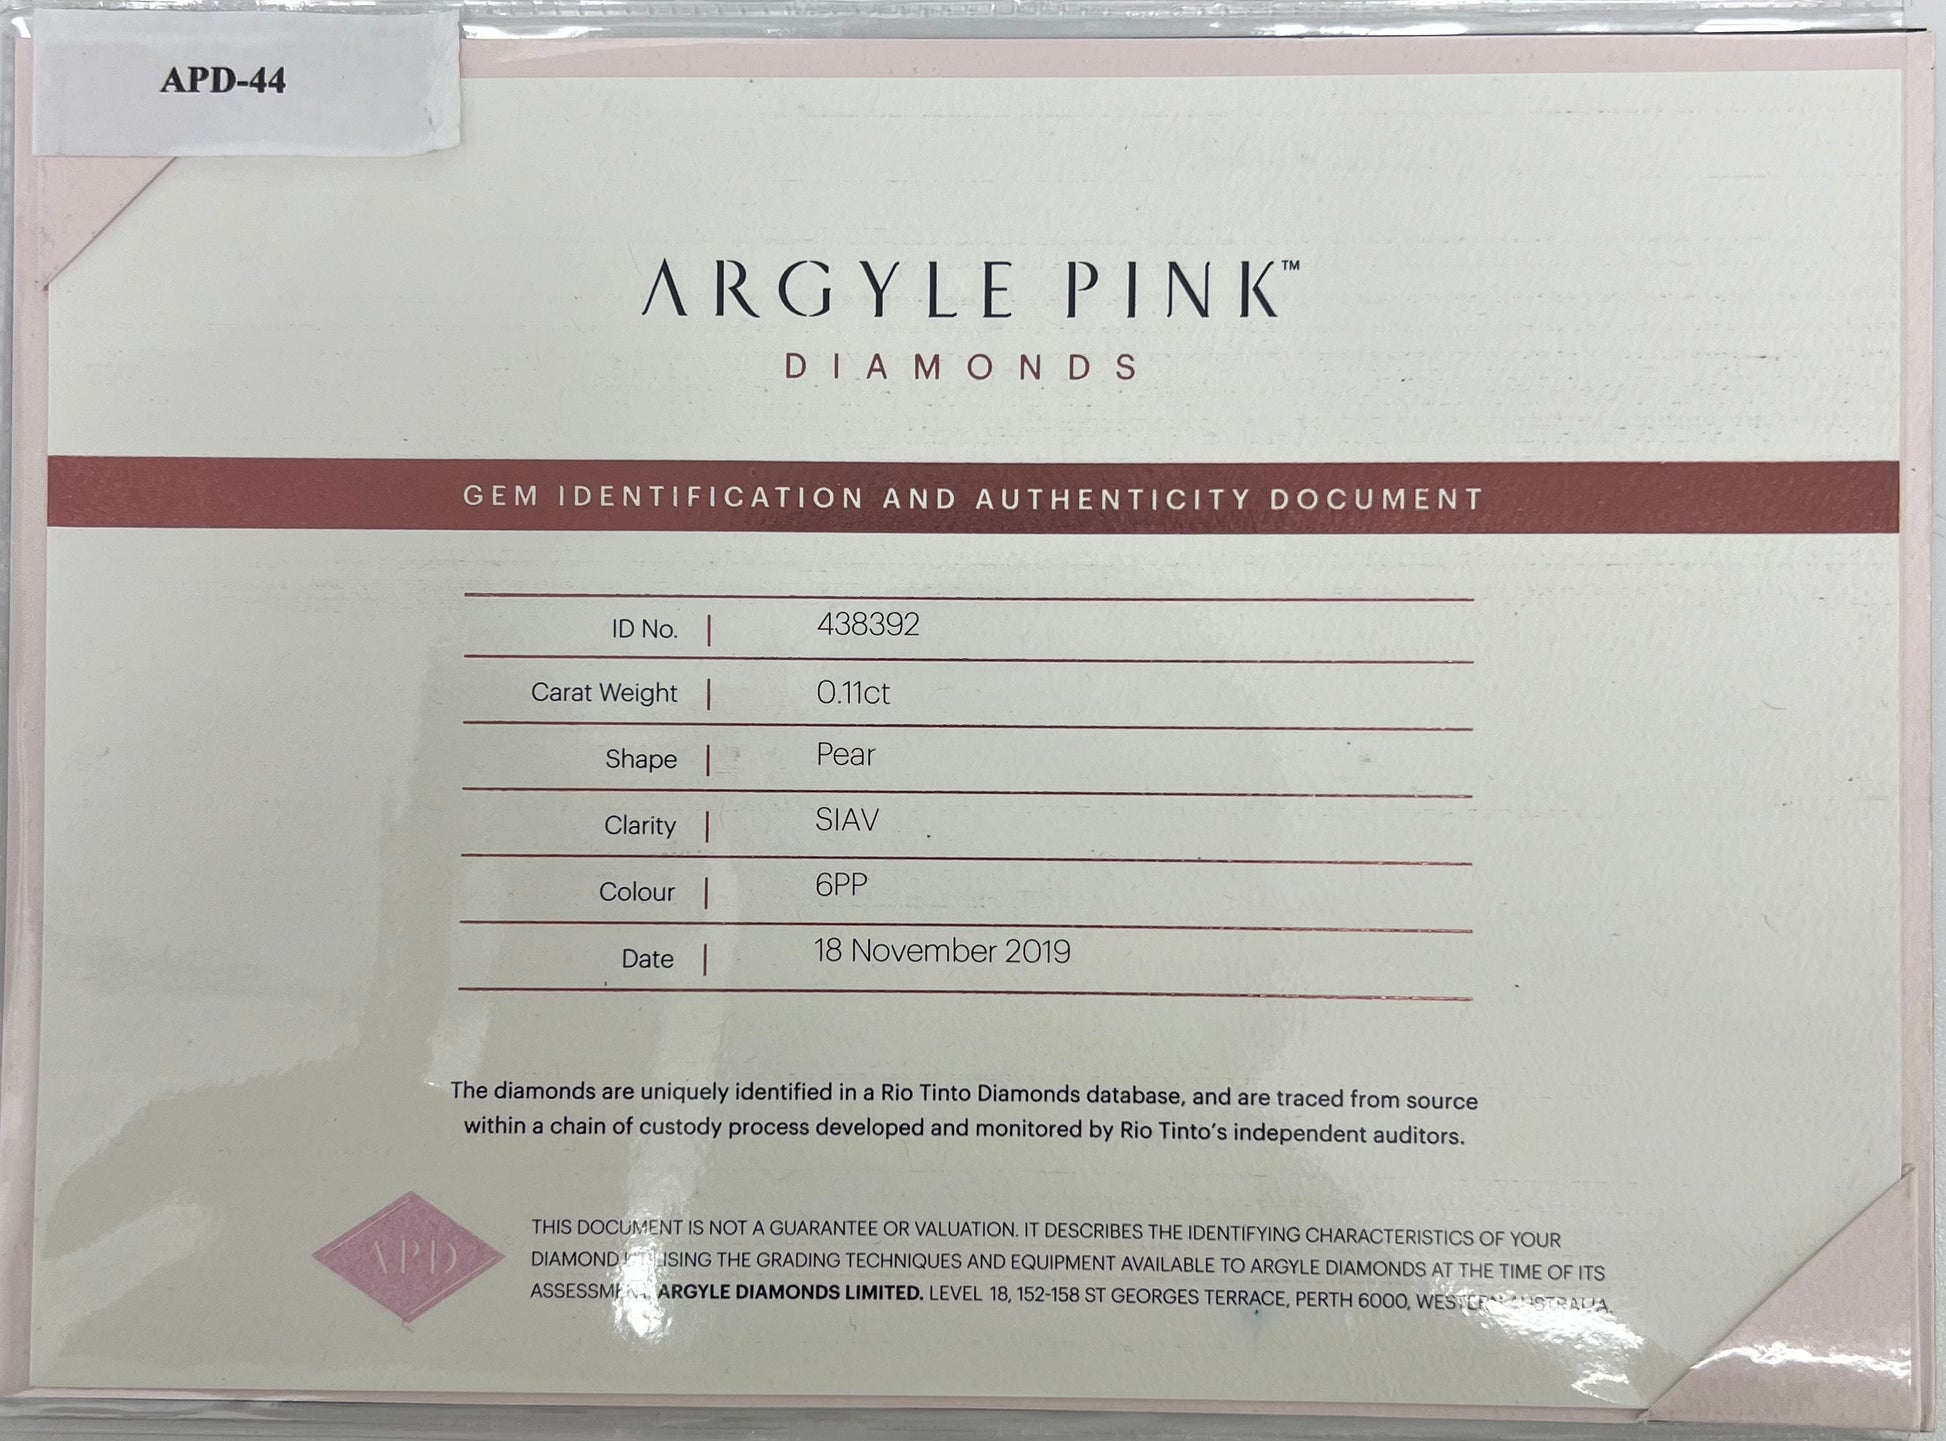 APD-44
ARGYLE PINK™
DIAMONDS
GEM IDENTIFICATION AND AUTHENTICITY DOCUMENT
ID No. | 438392
Carat Weight | 0.11ct
Shape | Pear
Clarity | SIAV
Colour | 6PP
Date | 18 November 2019
The diamonds are uniquely identified in a Rio Tinto Diamonds database, and are traced from source
within a chain of custody process developed and monitored by Rio Tinto's independent auditors.
APD
THIS DOCUMENT IS NOT A GUARANTEE OR VALUATION. IT DESCRIBES THE IDENTIFYING CHARACTERISTICS OF YOUR
DIAMOND THE GRADING TECHNIQUES AND EQUIPMENT AVAILABLE TO ARGYLE DIAMONDS AT THE TIME OF ITS
ASSESSMENT. ARGYLE DIAMONDS LIMITED. LEVEL 18, 152-158 ST GEORGES TERRACE, PERTH 6000, WESTERN AUSTRALIA.